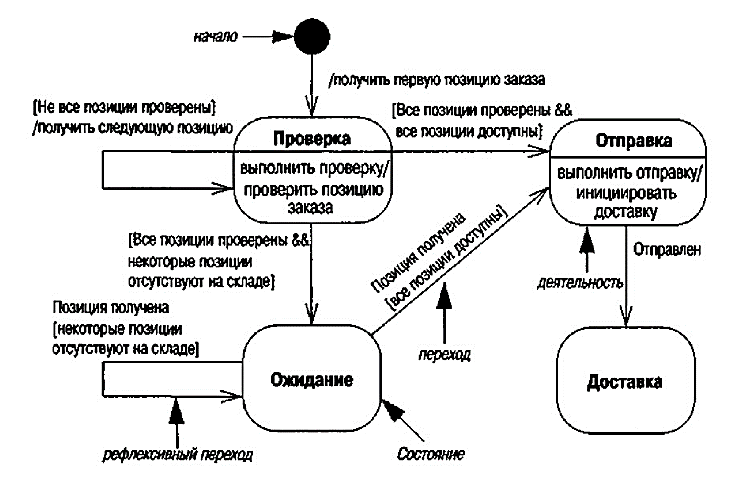 начало
/получить первую позицию заказа
[Не все позиции проверены]
/получить следующую позицию
[Все позиции проверены &&
все позиции доступны]
Проверка
выполнить проверку/
проверить позицию
заказа
Отправка
выполнить отправку/
инициировать
доставку
[Все позиции проверены &&
некоторые позиции
отсутствуют на складе]
Позиция получена
[все позиции доступны]
Отправлен
деятельность
Позиция получена
[некоторые позиции
отсутствуют на складе]
переход
Ожидание
Доставка
рефлексивный переход
Состояние